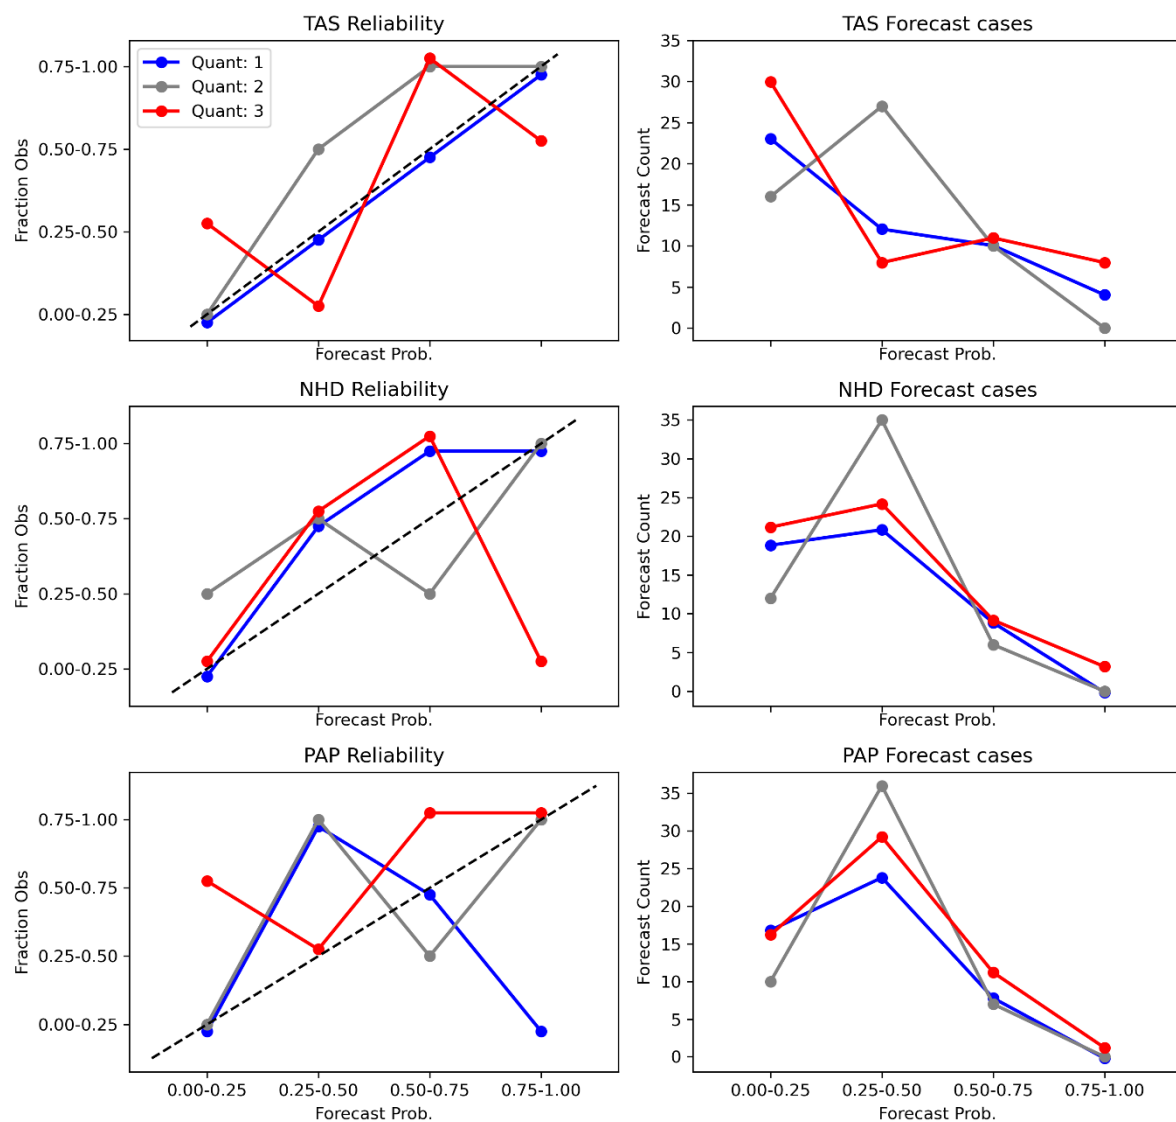 TAS Reliability
0.75-1.00
0.50-0.75
0.25-0.50
0.00-0.25
Fraction Obs
Quant: 1
Quant: 2
Quant: 3
Forecast Prob.
TAS Forecast cases
35
30
25
20
15
10
5
0
Forecast Count
Forecast Prob.
NHD Reliability
0.75-1.00
0.50-0.75
0.25-0.50
0.00-0.25
Fraction Obs
Forecast Prob.
NHD Forecast cases
35
30
25
20
15
10
5
0
Forecast Count
Forecast Prob.
PAP Reliability
0.75-1.00
0.50-0.75
0.25-0.50
0.00-0.25
Fraction Obs
0.00-0.25 0.25-0.50 0.50-0.75 0.75-1.00
Forecast Prob.
PAP Forecast cases
35
30
25
20
15
10
5
0
Forecast Count
0.00-0.25 0.25-0.50 0.50-0.75 0.75-1.00
Forecast Prob.